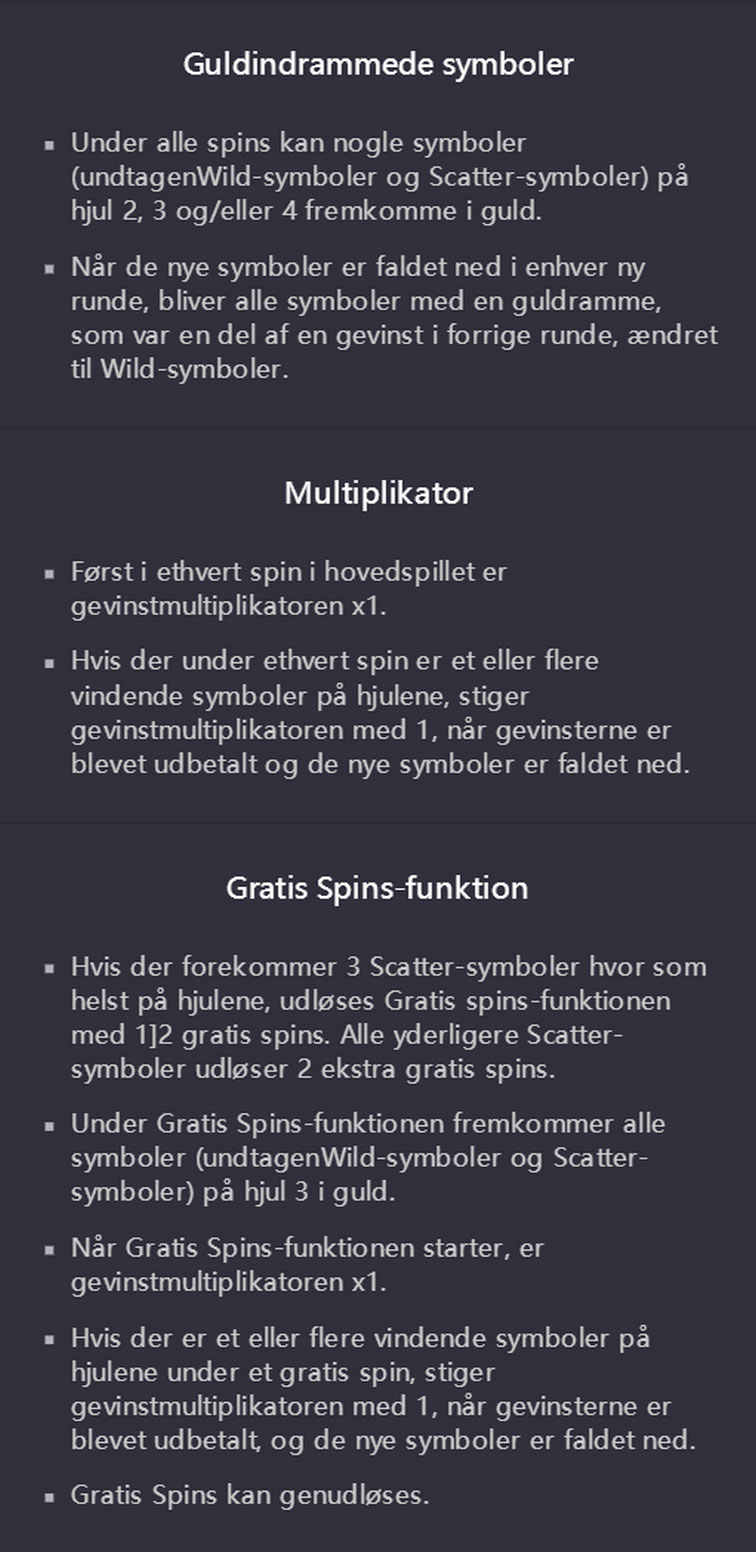 Guldindrammede symboler
▪ Under alle spins kan nogle symboler
(undtagenWild-symboler og Scatter-symboler) på
hjul 2, 3 og/eller 4 fremkomme i guld.
▪ Når de nye symboler er faldet ned i enhver ny
runde, bliver alle symboler med en guldramme,
som var en del af en gevinst i forrige runde, ændret
til Wild-symboler.
Multiplikator
▪ Først i ethvert spin i hovedspillet er
gevinstmultiplikatoren x1.
▪ Hvis der under ethvert spin er et eller flere
vindende symboler på hjulene, stiger
gevinstmultiplikatoren med 1, når gevinsterne er
blevet udbetalt og de nye symboler er faldet ned.
Gratis Spins-funktion
▪ Hvis der forekommer 3 Scatter-symboler hvor som
helst på hjulene, udløses Gratis spins-funktionen
med 1]2 gratis spins. Alle yderligere Scatter-
symboler udløser 2 ekstra gratis spins.
▪ Under Gratis Spins-funktionen fremkommer alle
symboler (undtagenWild-symboler og Scatter-
symboler) på hjul 3 i guld.
▪ Når Gratis Spins-funktionen starter, er
gevinstmultiplikatoren x1.
▪ Hvis der er et eller flere vindende symboler på
hjulene under et gratis spin, stiger
gevinstmultiplikatoren med 1, når gevinsterne er
blevet udbetalt, og de nye symboler er faldet ned.
▪ Gratis Spins kan genudløses.